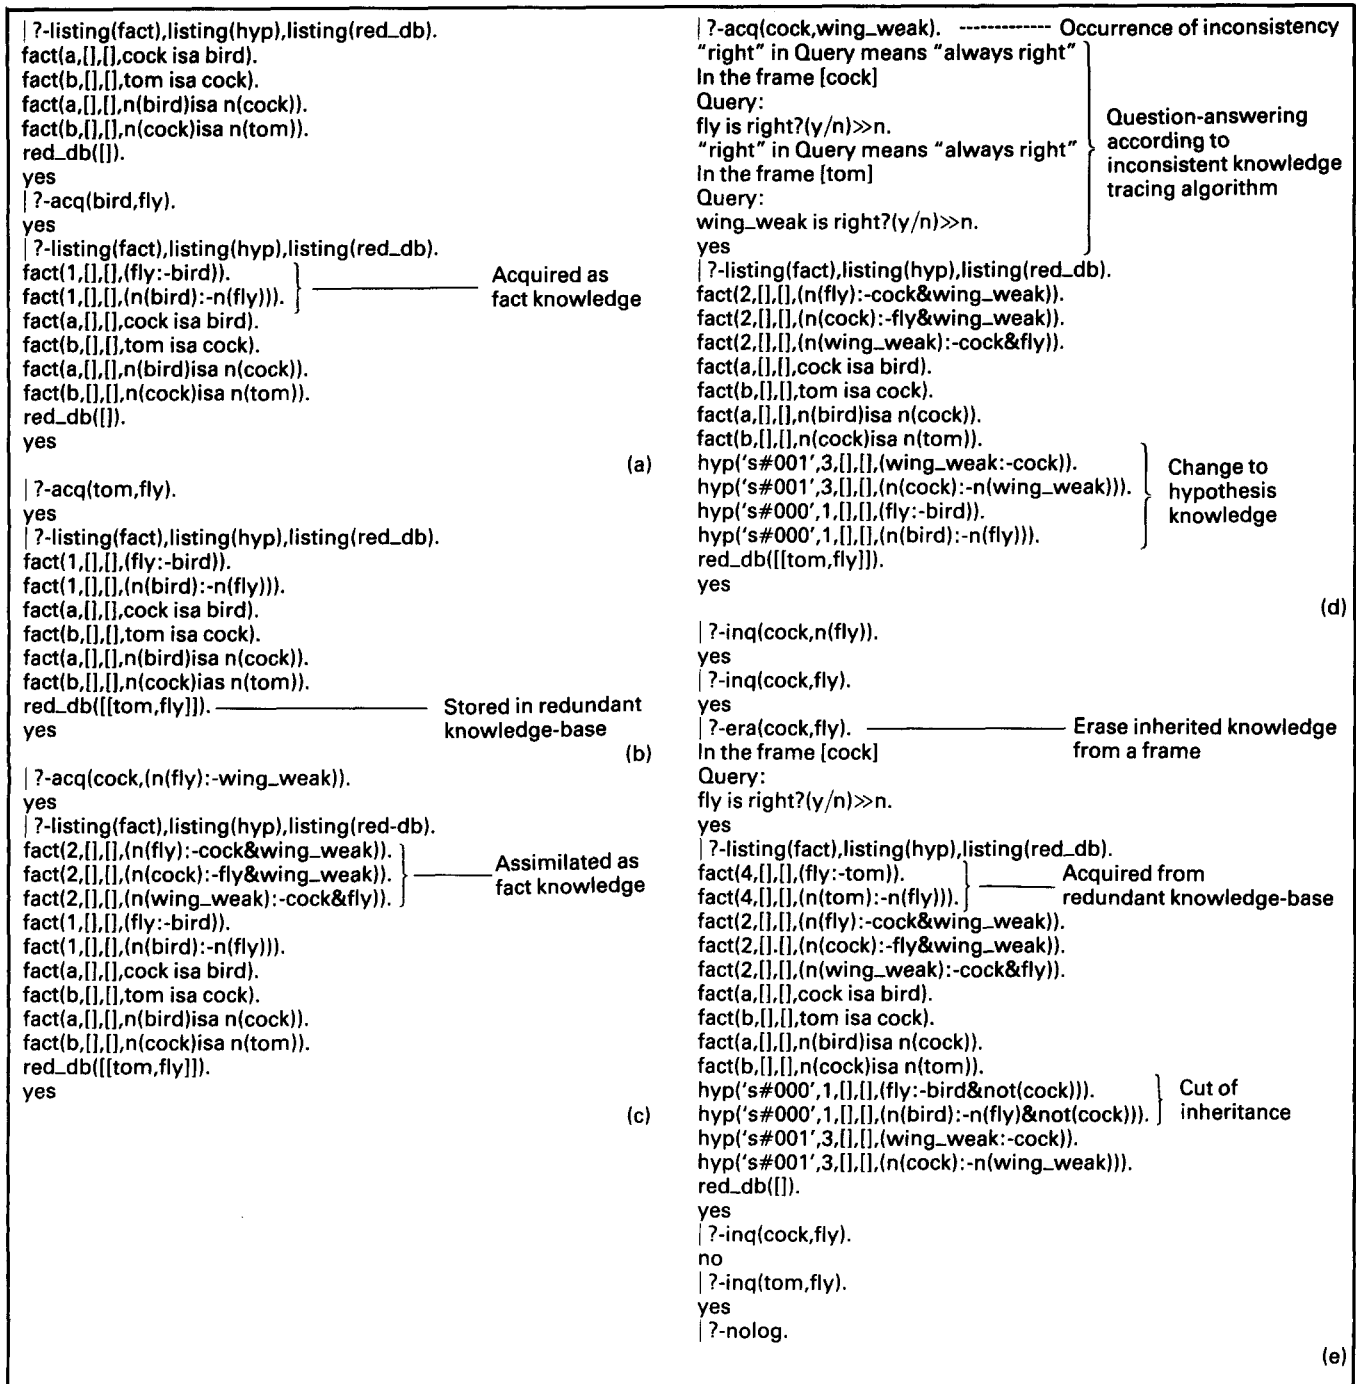 | ?-listing(fact),listing(hyp),listing(red_db).
fact(a,[],[],cock isa bird).
fact(b,[],[],tom isa cock).
fact(a,[],[],n(bird)isa n(cock)).
fact(b,[],[],n(cock)isa n(tom)).
red_db([]).
yes
| ?-acq(bird,fly).
yes
| ?-listing(fact),listing(hyp),listing(red_db).
fact(1,[],[],(fly:-bird)).
fact(1,[],[],(n(bird):-n(fly))).
Acquired as
fact knowledge
fact(a,[],[],cock isa bird).
fact(b,[],[],tom isa cock).
fact(a,[],[],n(bird)isa n(cock)).
fact(b,[],[],n(cock)isa n(tom)).
red_db([]).
yes
(a)
| ?-acq(tom,fly).
yes
| ?-listing(fact),listing(hyp),listing(red_db).
fact(1,[],[],(fly:-bird)).
fact(1,[],[],(n(bird):-n(fly))).
fact(a,[],[],cock isa bird).
fact(b,[],[],tom isa cock).
fact(a,[],[],n(bird)isa n(cock)).
fact(b,[],[],n(cock)ias n(tom)).
red_db([[tom,fly]]).
Stored in redundant
knowledge-base
yes
(b)
| ?-acq(cock,(n(fly):-wing_weak)).
yes
| ?-listing(fact),listing(hyp),listing(red-db).
fact(2,[],[],(n(fly):-cock&wing_weak)).
fact(2,[],[],(n(cock):-fly&wing_weak)).
fact(2,[],[],(n(wing_weak):-cock&fly)).
Assimilated as
fact knowledge
fact(1,[],[],(fly:-bird)).
fact(1,[],[],(n(bird):-n(fly))).
fact(a,[],[],cock isa bird).
fact(b,[],[],tom isa cock).
fact(a,[],[],n(bird)isa n(cock)).
fact(b,[],[],n(cock)isa n(tom)).
red_db([[tom,fly]]).
yes
(c)
| ?-acq(cock,wing_weak). ------------ Occurrence of inconsistency
"right" in Query means "always right"
In the frame [cock]
Query:
fly is right?(y/n)≫n.
"right" in Query means "always right"
In the frame [tom]
Query:
wing_weak is right?(y/n)≫n.
yes
Question-answering
according to
inconsistent knowledge
tracing algorithm
| ?-listing(fact),listing(hyp),listing(red_db).
fact(2,[],[],(n(fly):-cock&wing_weak)).
fact(2,[],[],(n(cock):-fly&wing_weak)).
fact(2,[],[],(n(wing_weak):-cock&fly)).
fact(a,[],[],cock isa bird).
fact(b,[],[],tom isa cock).
fact(a,[],[],n(bird)isa n(cock)).
fact(b,[],[],n(cock)isa n(tom)).
hyp('s#001',3,[],[],(wing_weak:-cock)).
hyp('s#001',3,[],[],(n(cock):-n(wing_weak))).
hyp('s#000',1,[],[],(fly:-bird)).
hyp('s#000',1,[],[],(n(bird):-n(fly))).
Change to
hypothesis
knowledge
red_db([[tom,fly]]).
yes
(d)
| ?-inq(cock,n(fly)).
yes
| ?-inq(cock,fly).
yes
| ?-era(cock,fly).
Erase inherited knowledge
from a frame
In the frame [cock]
Query:
fly is right?(y/n)≫n.
yes
| ?-listing(fact),listing(hyp),listing(red_db).
fact(4,[],[],(fly:-tom)).
fact(4,[],[],(n(tom):-n(fly))).
Acquired from
redundant knowledge-base
fact(2,[],[],(n(fly):-cock&wing_weak)).
fact(2,[],[],(n(cock):-fly&wing_weak)).
fact(2,[],[],(n(wing_weak):-cock&fly)).
fact(a,[],[],cock isa bird).
fact(b,[],[],tom isa cock).
fact(a,[],[],n(bird)isa n(cock)).
fact(b,[],[],n(cock)isa n(tom)).
hyp('s#000',1,[],[],(fly:-bird&not(cock))).
hyp('s#000',1,[],[],(n(bird):-n(fly)&not(cock))).
Cut of
inheritance
hyp('s#001',3,[],[],(wing_weak:-cock)).
hyp('s#001',3,[],[],(n(cock):-n(wing_weak))).
red_db([]).
yes
| ?-inq(cock,fly).
no
| ?-inq(tom,fly).
yes
| ?-nolog.
(e)